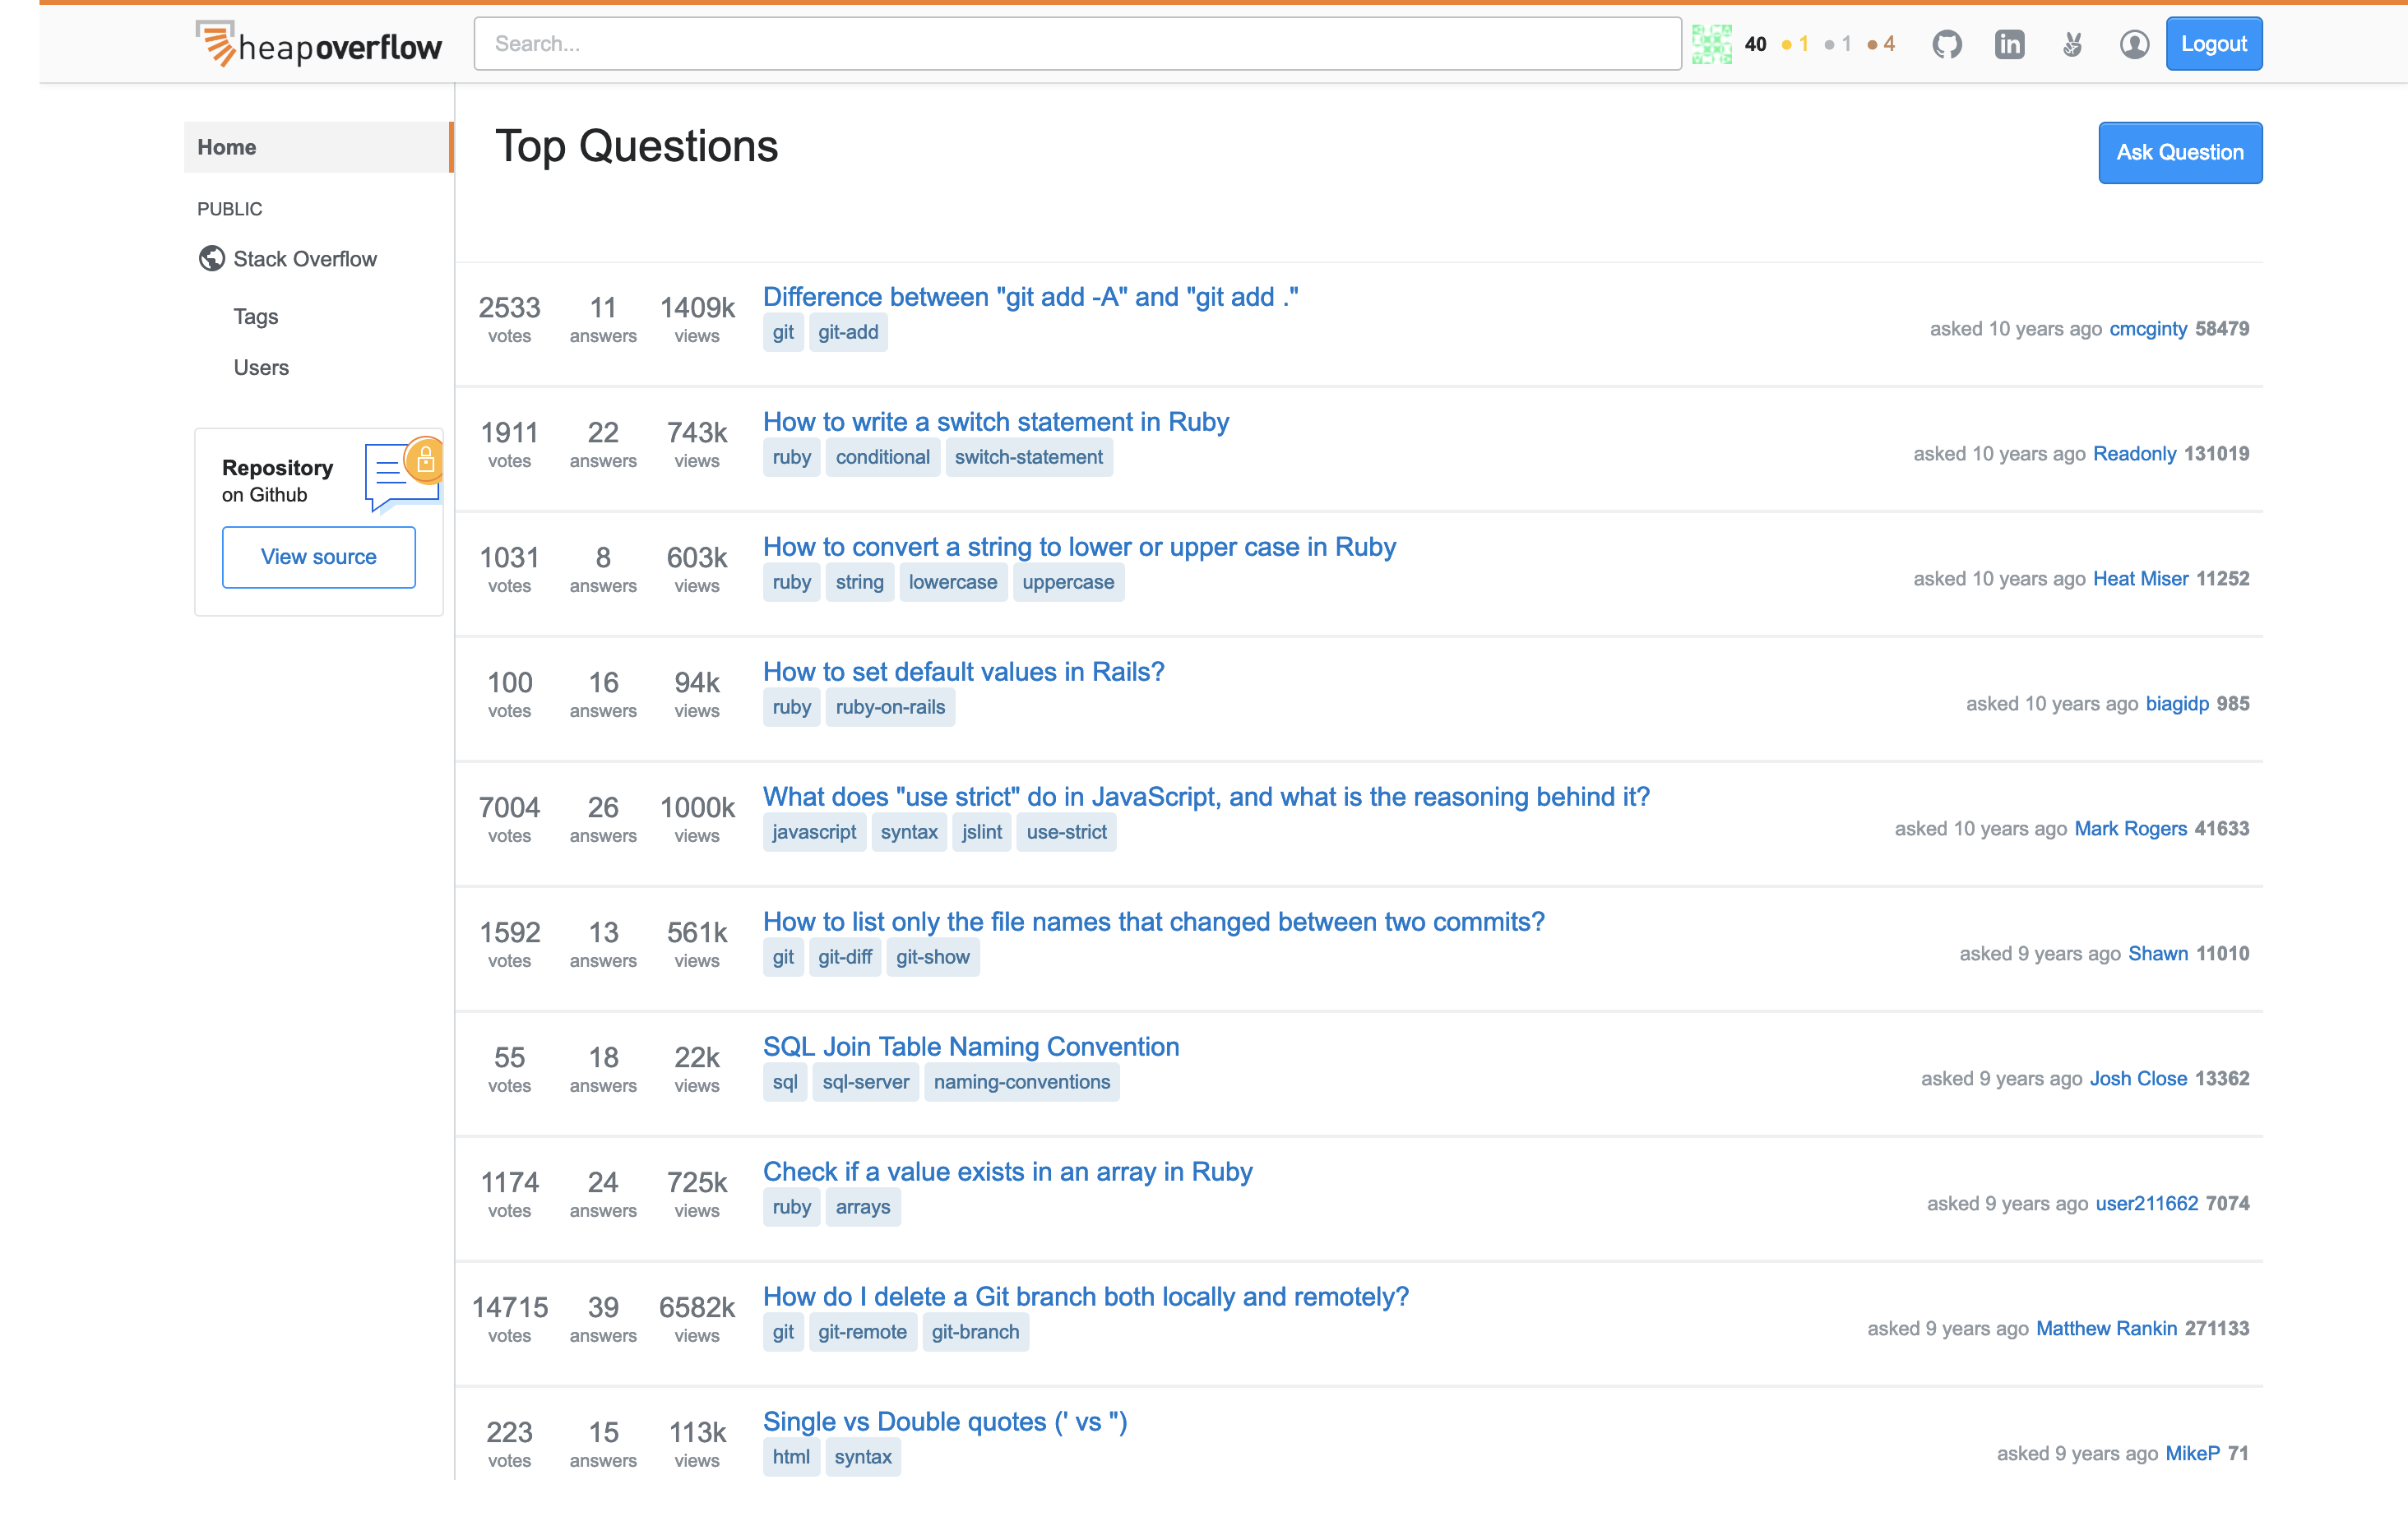 heapoverflow
Search...
40 1 1 4
in
Logout
Home
PUBLIC
Stack Overflow
Tags
Users
Repository
on Github
View source
Top Questions
Ask Question
2533 votes 11 answers 1409k views
Difference between "git add -A" and "git add ."
git git-add
asked 10 years ago cmcginty 58479
1911 votes 22 answers 743k views
How to write a switch statement in Ruby
ruby conditional switch-statement
asked 10 years ago Readonly 131019
1031 votes 8 answers 603k views
How to convert a string to lower or upper case in Ruby
ruby string lowercase uppercase
asked 10 years ago Heat Miser 11252
100 votes 16 answers 94k views
How to set default values in Rails?
ruby ruby-on-rails
asked 10 years ago biagidp 985
7004 votes 26 answers 1000k views
What does "use strict" do in JavaScript, and what is the reasoning behind it?
javascript syntax jslint use-strict
asked 10 years ago Mark Rogers 41633
1592 votes 13 answers 561k views
How to list only the file names that changed between two commits?
git git-diff git-show
asked 9 years ago Shawn 11010
55 votes 18 answers 22k views
SQL Join Table Naming Convention
sql sql-server naming-conventions
asked 9 years ago Josh Close 13362
1174 votes 24 answers 725k views
Check if a value exists in an array in Ruby
ruby arrays
asked 9 years ago user211662 7074
14715 votes 39 answers 6582k views
How do I delete a Git branch both locally and remotely?
git git-remote git-branch
asked 9 years ago Matthew Rankin 271133
223 votes 15 answers 113k views
Single vs Double quotes (' vs ")
html syntax
asked 9 years ago MikeP 71